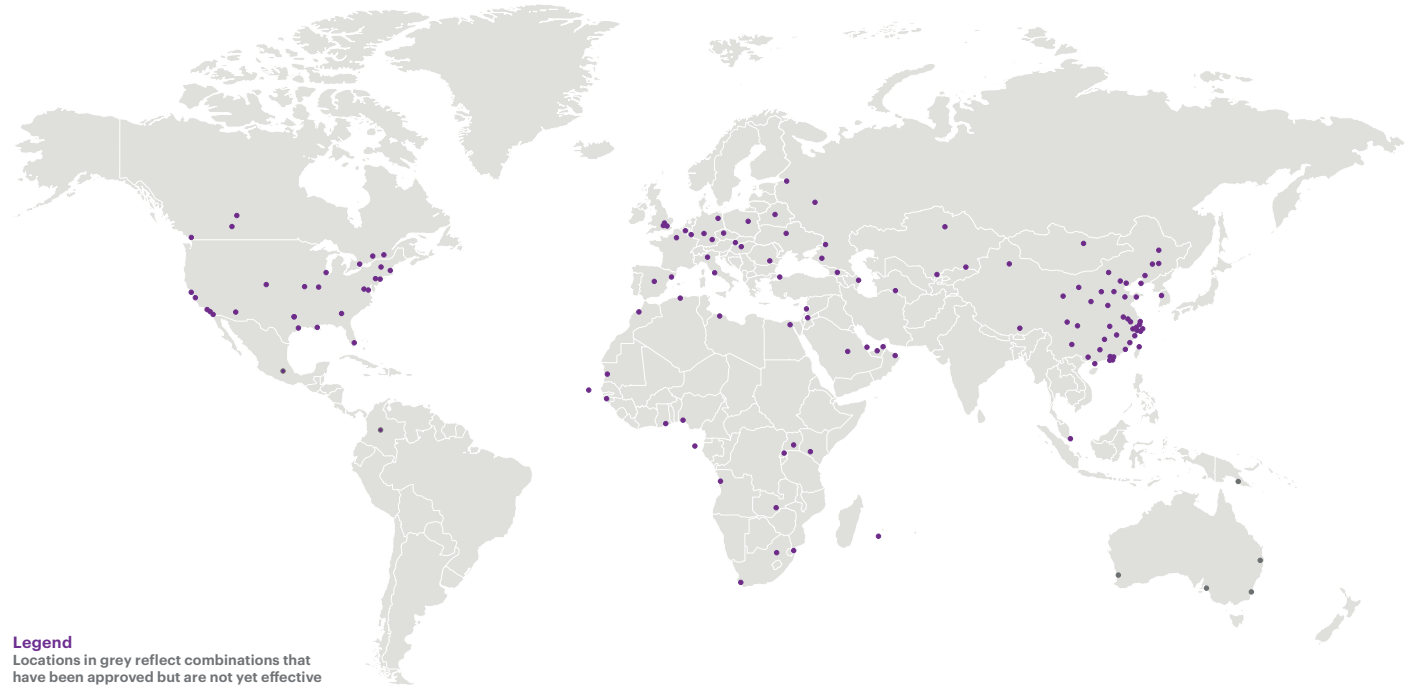 Legend
Locations in grey reflect combinations that
have been approved but are not yet effective